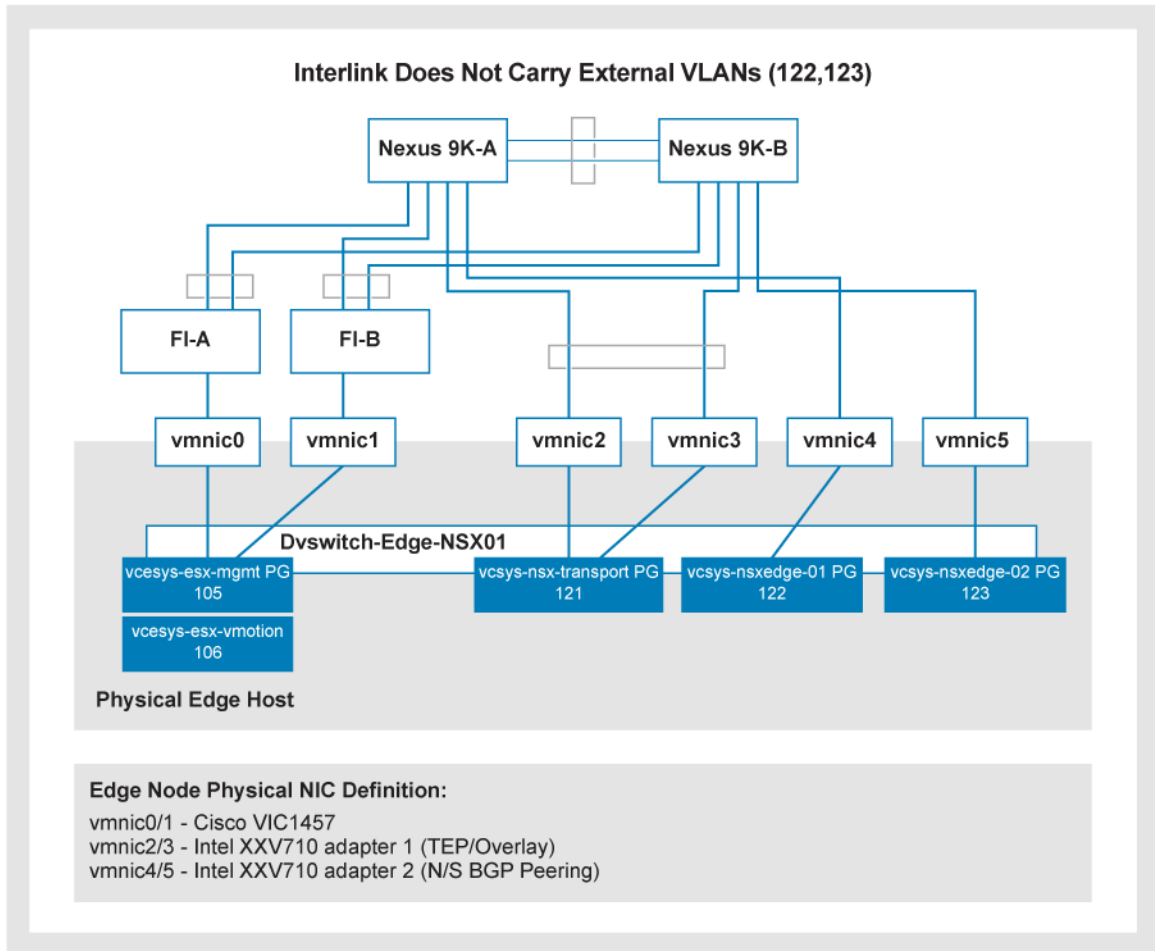 Interlink Does Not Carry External VLANs (122,123)
Nexus 9K-A
Nexus 9K-B
FI-A
FI-B
vmnic0
vmnic1
vmnic2
vmnic3
vmnic4
vmnic5
Dvswitch-Edge-NSX01
vcesys-esx-mgmt PG
105
vcsys-nsx-transport PG
121
vcsys-nsxedge-01 PG
122
vcsys-nsxedge-02 PG
123
vcesys-esx-vmotion
106
Physical Edge Host
Edge Node Physical NIC Definition:
vmnic0/1 - Cisco VIC1457
vmnic2/3 - Intel XXV710 adapter 1 (TEP/Overlay)
vmnic4/5 - Intel XXV710 adapter 2 (N/S BGP Peering)